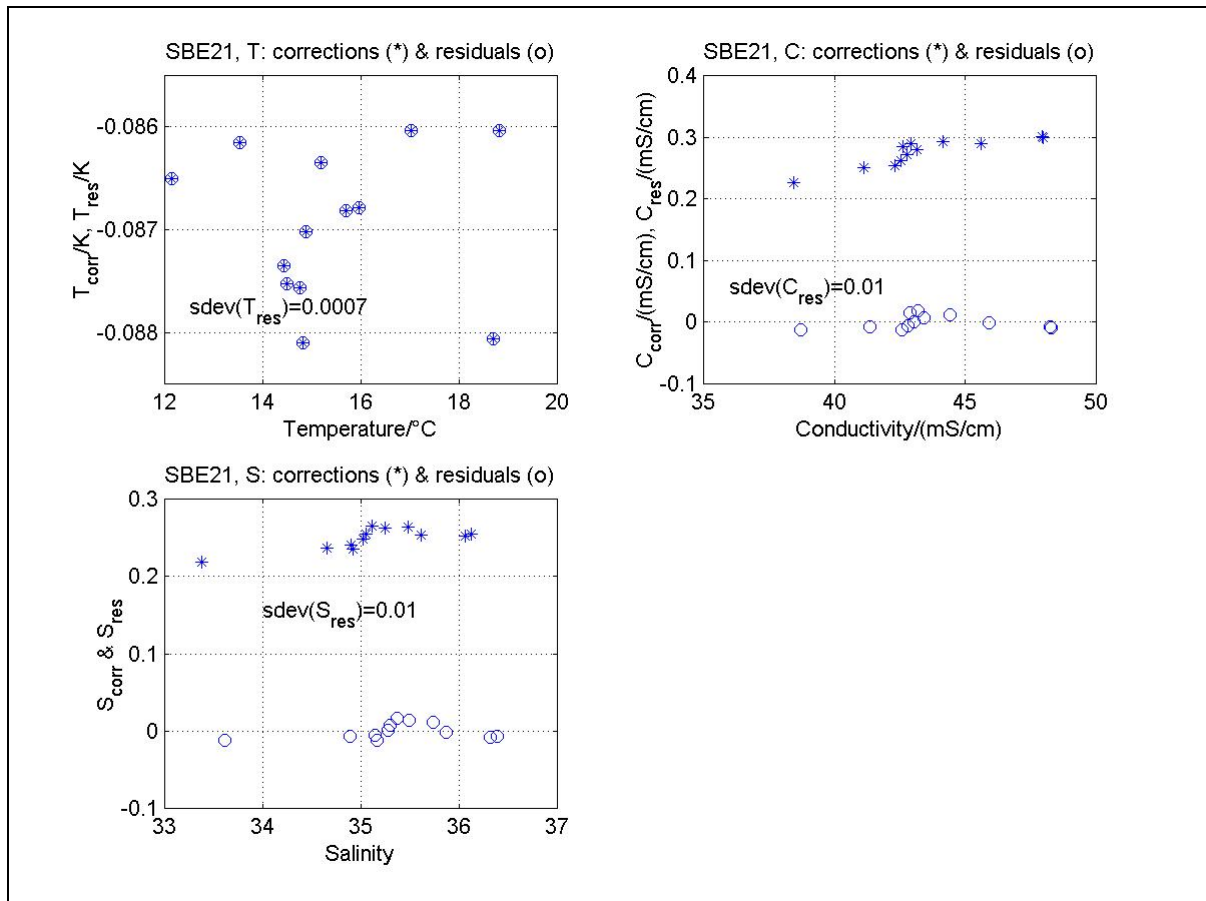 SBE21, T: corrections (*) & residuals (o)
-0.086
-0.087
-0.088
T_corr/K, T_res/K
sdev(T_res)=0.0007
12 14 16 18 20
Temperature/°C
SBE21, C: corrections (*) & residuals (o)
0.4
0.3
0.2
0.1
0
-0.1
C_corr/(mS/cm), C_res/(mS/cm)
sdev(C_res)=0.01
35 40 45 50
Conductivity/(mS/cm)
SBE21, S: corrections (*) & residuals (o)
0.3
0.2
0.1
0
-0.1
S_corr & S_res
sdev(S_res)=0.01
33 34 35 36 37
Salinity